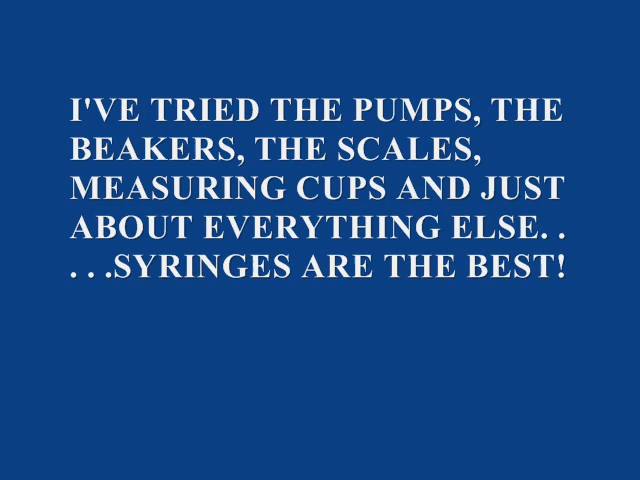 I'VE TRIED THE PUMPS, THE
BEAKERS, THE SCALES,
MEASURING CUPS AND JUST
ABOUT EVERYTHING ELSE. .
. . .SYRINGES ARE THE BEST!